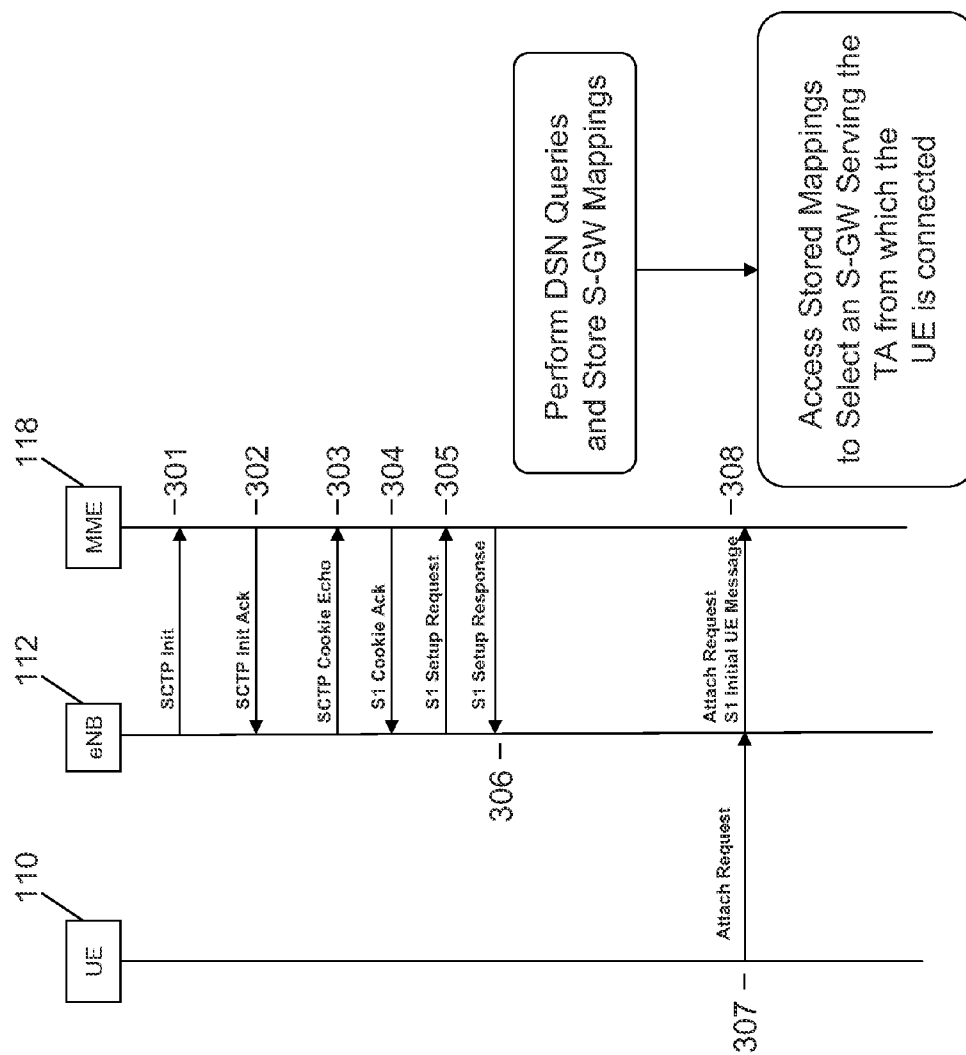 110
112
118
UE
eNB
MME
SCTP Init
301
SCTP Init Ack
302
SCTP Cookie Echo
303
S1 Cookie Ack
304
S1 Setup Request
305
S1 Setup Response
306
Perform DSN Queries
and Store S-GW Mappings
Attach Request
307
Attach Request
S1 Initial UE Message
308
Access Stored Mappings
to Select an S-GW Serving the
TA from which the
UE is connected